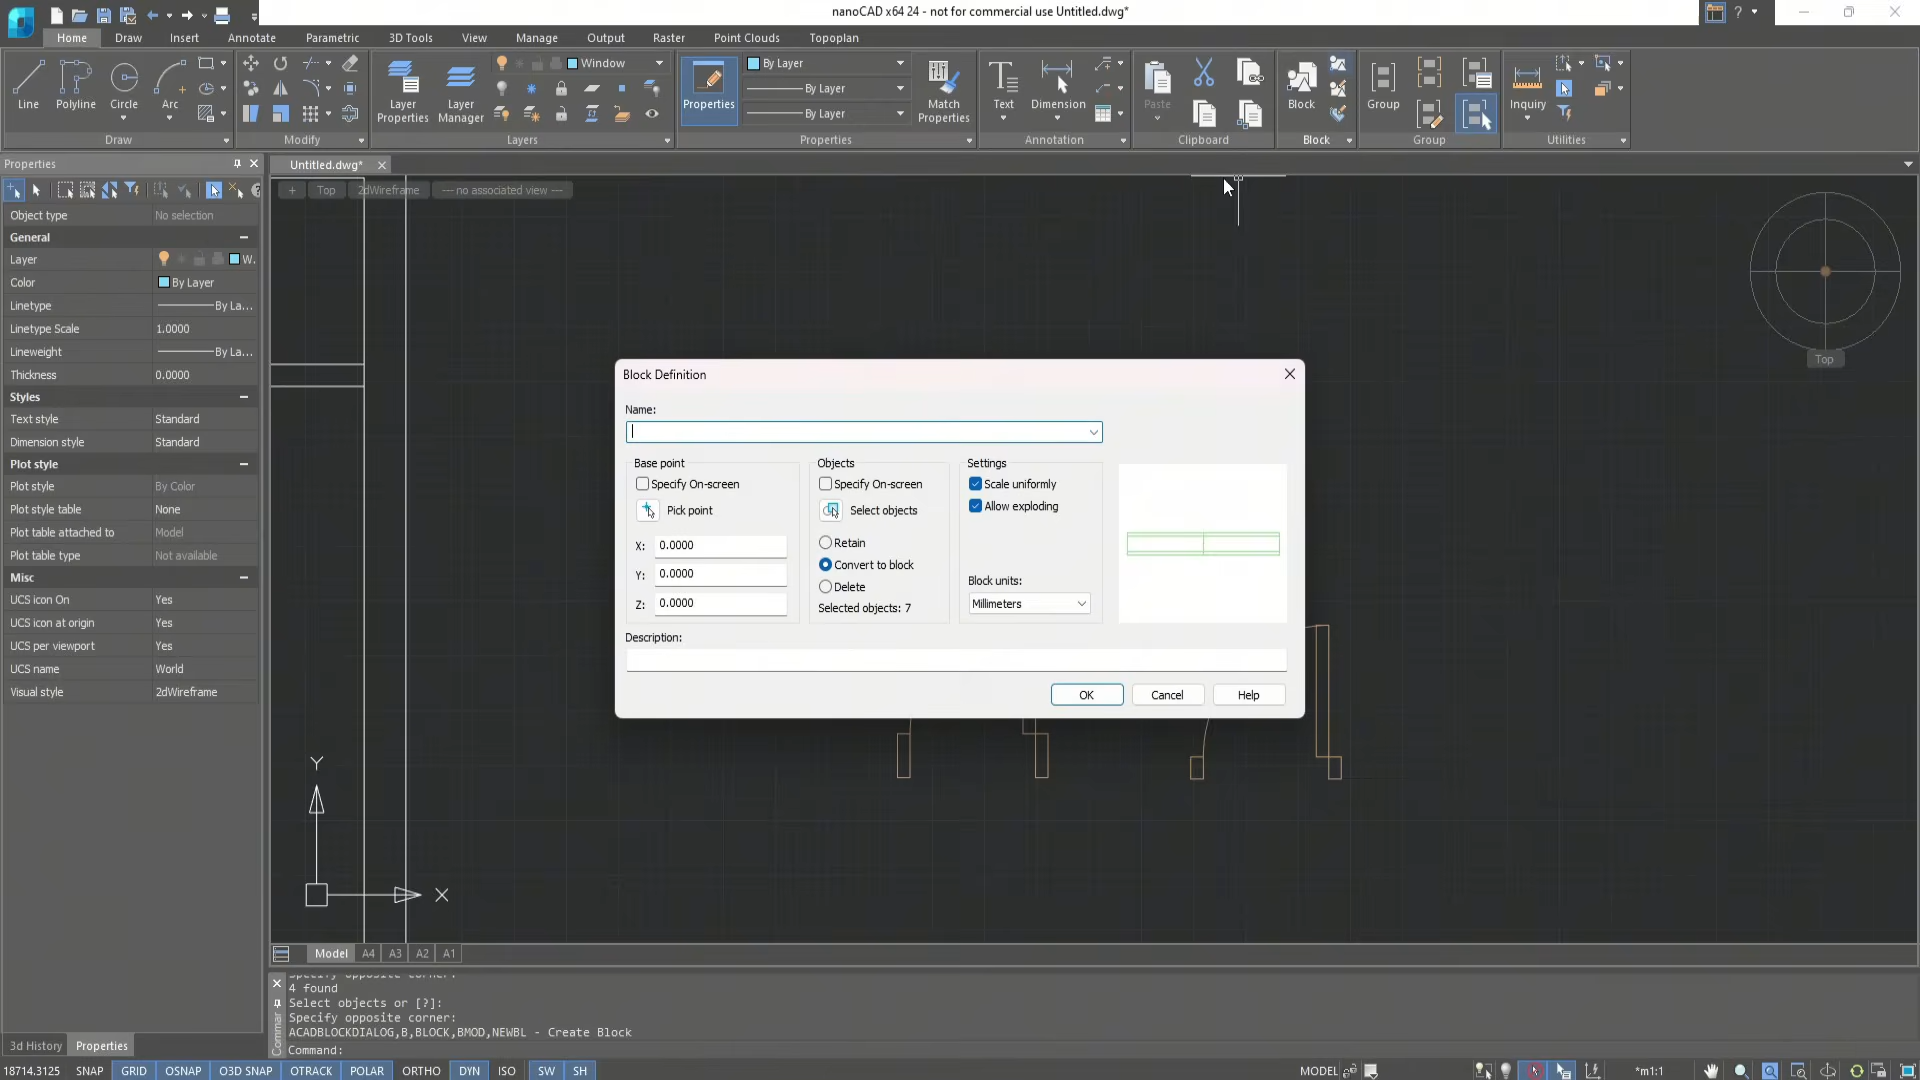 nanoCAD x64 24 - not for commercial use Untitled.dwg*
Home Draw Insert Annotate Parametric 3D Tools View Manage Output Raster Point Clouds Topoplan
Line Polyline Circle Arc
Draw
Modify
Layer Properties
Layer Manager
Window
Layers
Properties
By Layer
By Layer
By Layer
Match Properties
Properties
Text Dimension
Annotation
Paste
Clipboard
Block
Block
Group
Group
Inquiry
Utilities
Properties
Untitled.dwg*
+ Top 2dWireframe --- no associated view ---
Object type No selection
General
Layer W.
Color By Layer
Linetype By La...
Linetype Scale 1.0000
Lineweight By La...
Thickness 0.0000
Styles
Text style Standard
Dimension style Standard
Plot style
Plot style By Color
Plot style table None
Plot table attached to Model
Plot table type Not available
Misc
UCS icon On Yes
UCS icon at origin Yes
UCS per viewport Yes
UCS name World
Visual style 2dWireframe
Top
Block Definition
Name:
Base point
Specify On-screen
Pick point
X: 0.0000
Y: 0.0000
Z: 0.0000
Objects
Specify On-screen
Select objects
Retain
Convert to block
Delete
Selected objects: 7
Settings
Scale uniformly
Allow exploding
Block units:
Millimeters
Description:
OK Cancel Help
Y
X
Model A4 A3 A2 A1
4 found
Select objects or [?]:
Specify opposite corner:
ACADBLOCKDIALOG,B,BLOCK,BMOD,NEWBL - Create Block
Command:
3d History Properties
18714.3125 SNAP GRID OSNAP O3D SNAP OTRACK POLAR ORTHO DYN ISO SW SH
MODEL
*m1:1